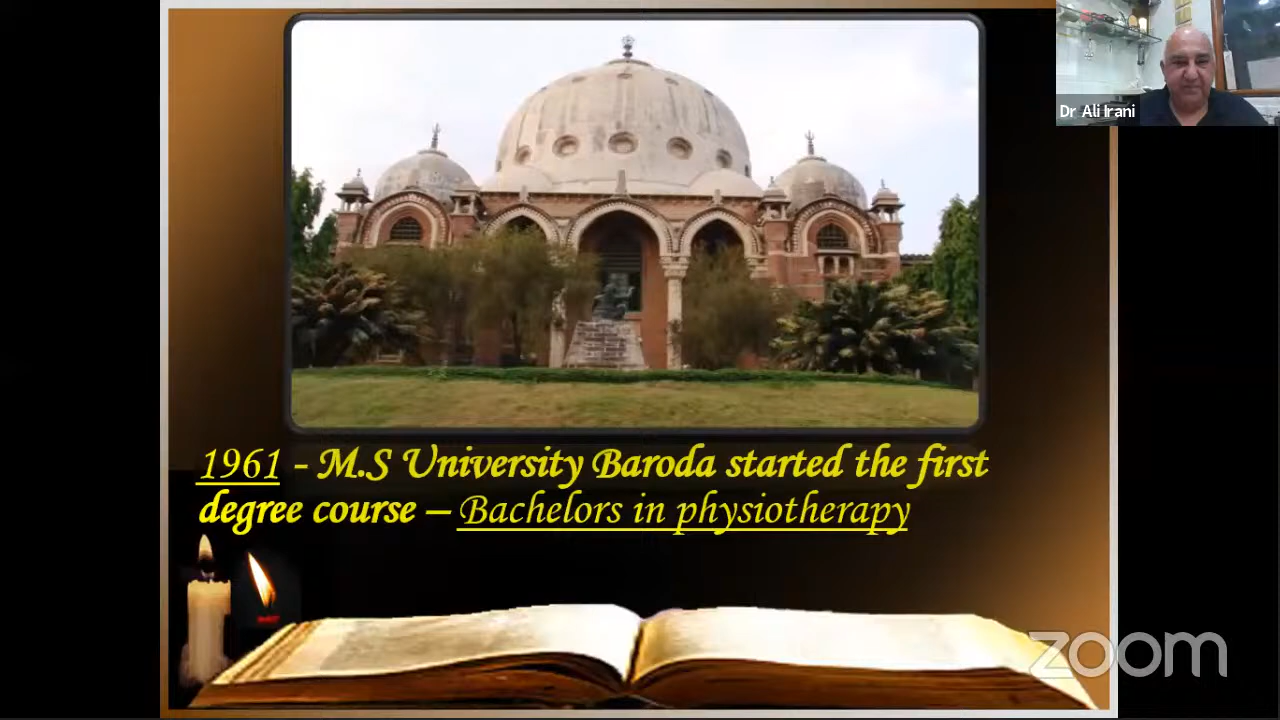 Dr Ali Irani
1961 - M.S University Baroda started the first
degree course – Bachelors in physiotherapy
zoom